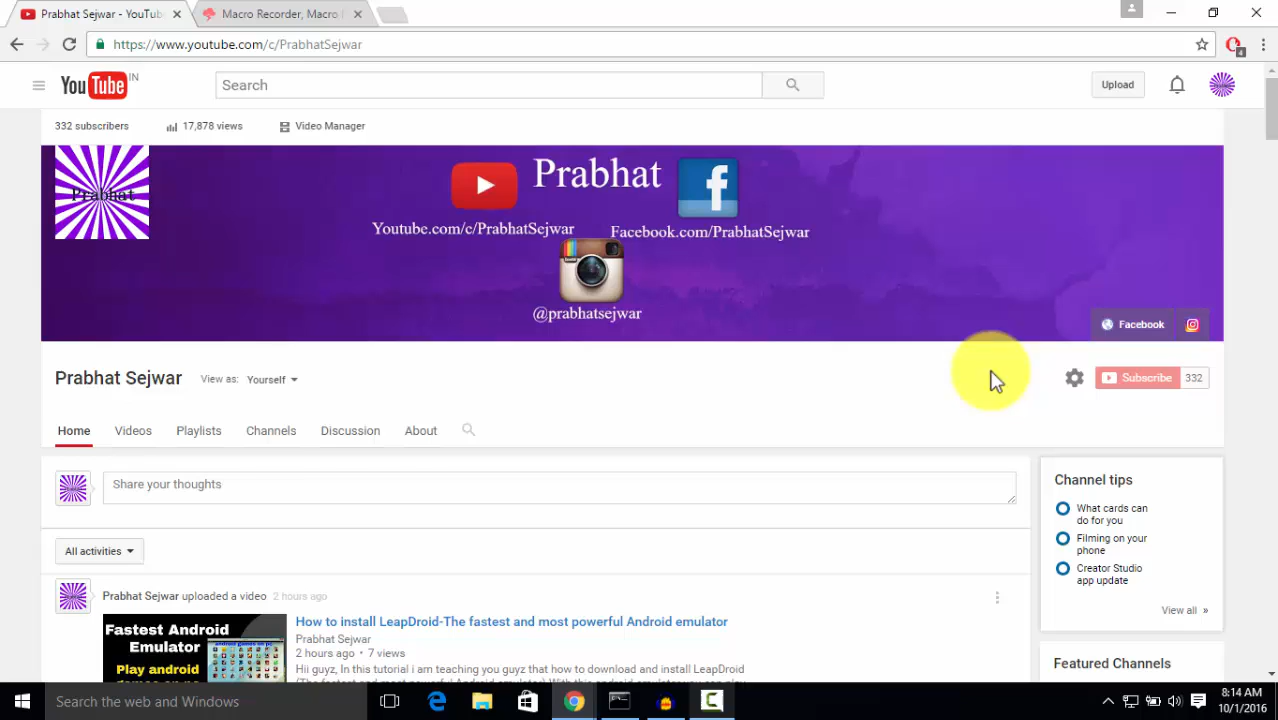 Prabhat Sejwar - YouTube
Macro Recorder, Macro
https://www.youtube.com/c/PrabhatSejwar
4
YouTube IN
Search
Upload
332 subscribers
17,878 views
Video Manager
Prabhat
Prabhat
Youtube.com/c/PrabhatSejwar
Facebook.com/PrabhatSejwar
@prabhatsejwar
Facebook
Prabhat Sejwar
View as:
Yourself
Subscribe
332
Home
Videos
Playlists
Channels
Discussion
About
Share your thoughts
Channel tips
What cards can
do for you
Filming on your
phone
Creator Studio
app update
View all »
All activities
Prabhat Sejwar uploaded a video 2 hours ago
Fastest Android
Emulator
Play android
How to install LeapDroid-The fastest and most powerful Android emulator
Prabhat Sejwar
2 hours ago • 7 views
Hii guyz, In this tutorial i am teaching you guyz that how to download and install LeapDroid
Featured Channels
Search the web and Windows
8:14 AM
10/1/2016